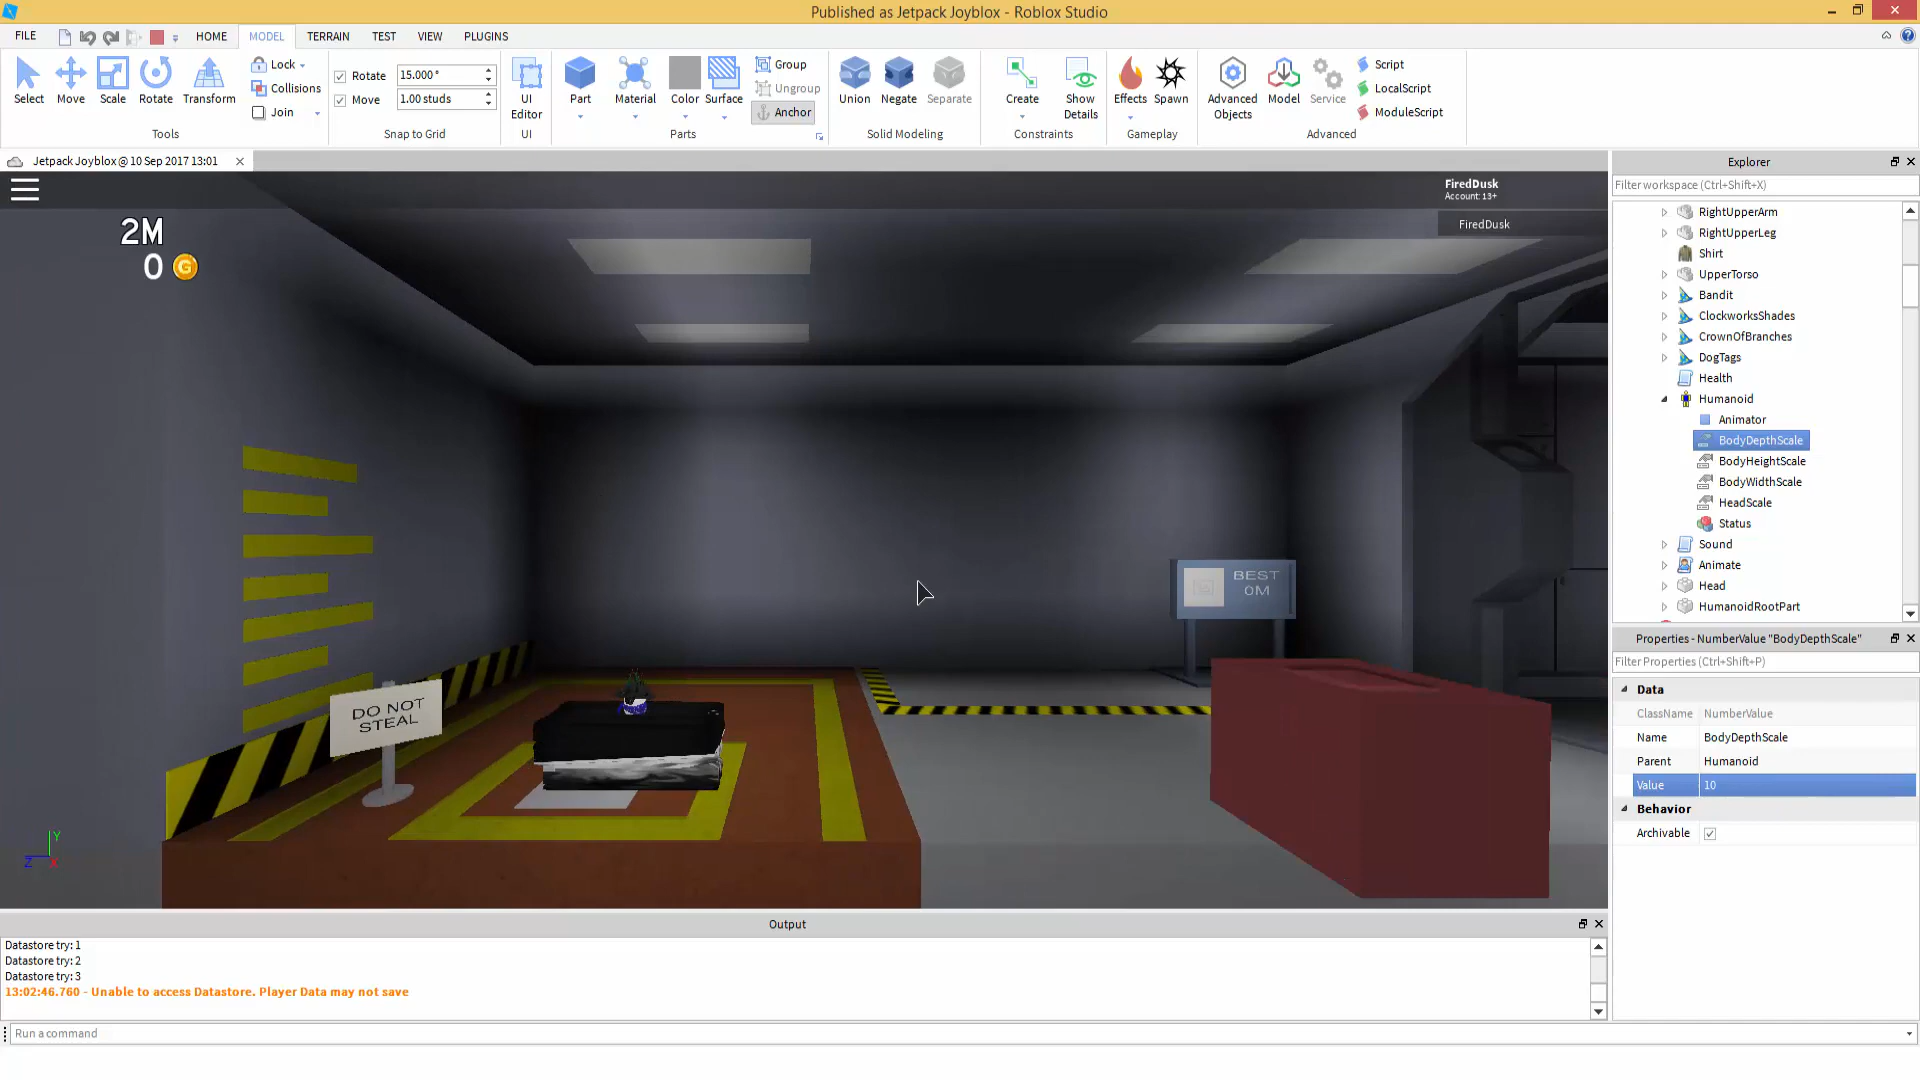 Published as Jetpack Joyblox - Roblox Studio
FILE HOME MODEL TERRAIN TEST VIEW PLUGINS
Select Move Scale Rotate Transform
Lock
Collisions
Join
Tools
Rotate 15.000 °
Move 1.00 studs
Snap to Grid
UI Editor
UI
Part Material Color Surface
Group
Ungroup
Anchor
Parts
Union Negate Separate
Solid Modeling
Create Show Details
Constraints
Effects Spawn
Gameplay
Advanced Objects Model Service
Script
LocalScript
ModuleScript
Advanced
Jetpack Joyblox @ 10 Sep 2017 13:01
FiredDusk
Account: 13+
FiredDusk
2M
0 G
DO NOT
STEAL
BEST
0M
Y
Z X
Explorer
Filter workspace (Ctrl+Shift+X)
RightUpperArm
RightUpperLeg
Shirt
UpperTorso
Bandit
ClockworksShades
CrownOfBranches
DogTags
Health
Humanoid
Animator
BodyDepthScale
BodyHeightScale
BodyWidthScale
HeadScale
Status
Sound
Animate
Head
HumanoidRootPart
Properties - NumberValue "BodyDepthScale"
Filter Properties (Ctrl+Shift+P)
Data
ClassName NumberValue
Name BodyDepthScale
Parent Humanoid
Value 10
Behavior
Archivable
Output
Datastore try: 1
Datastore try: 2
Datastore try: 3
13:02:46.760 - Unable to access Datastore. Player Data may not save
Run a command